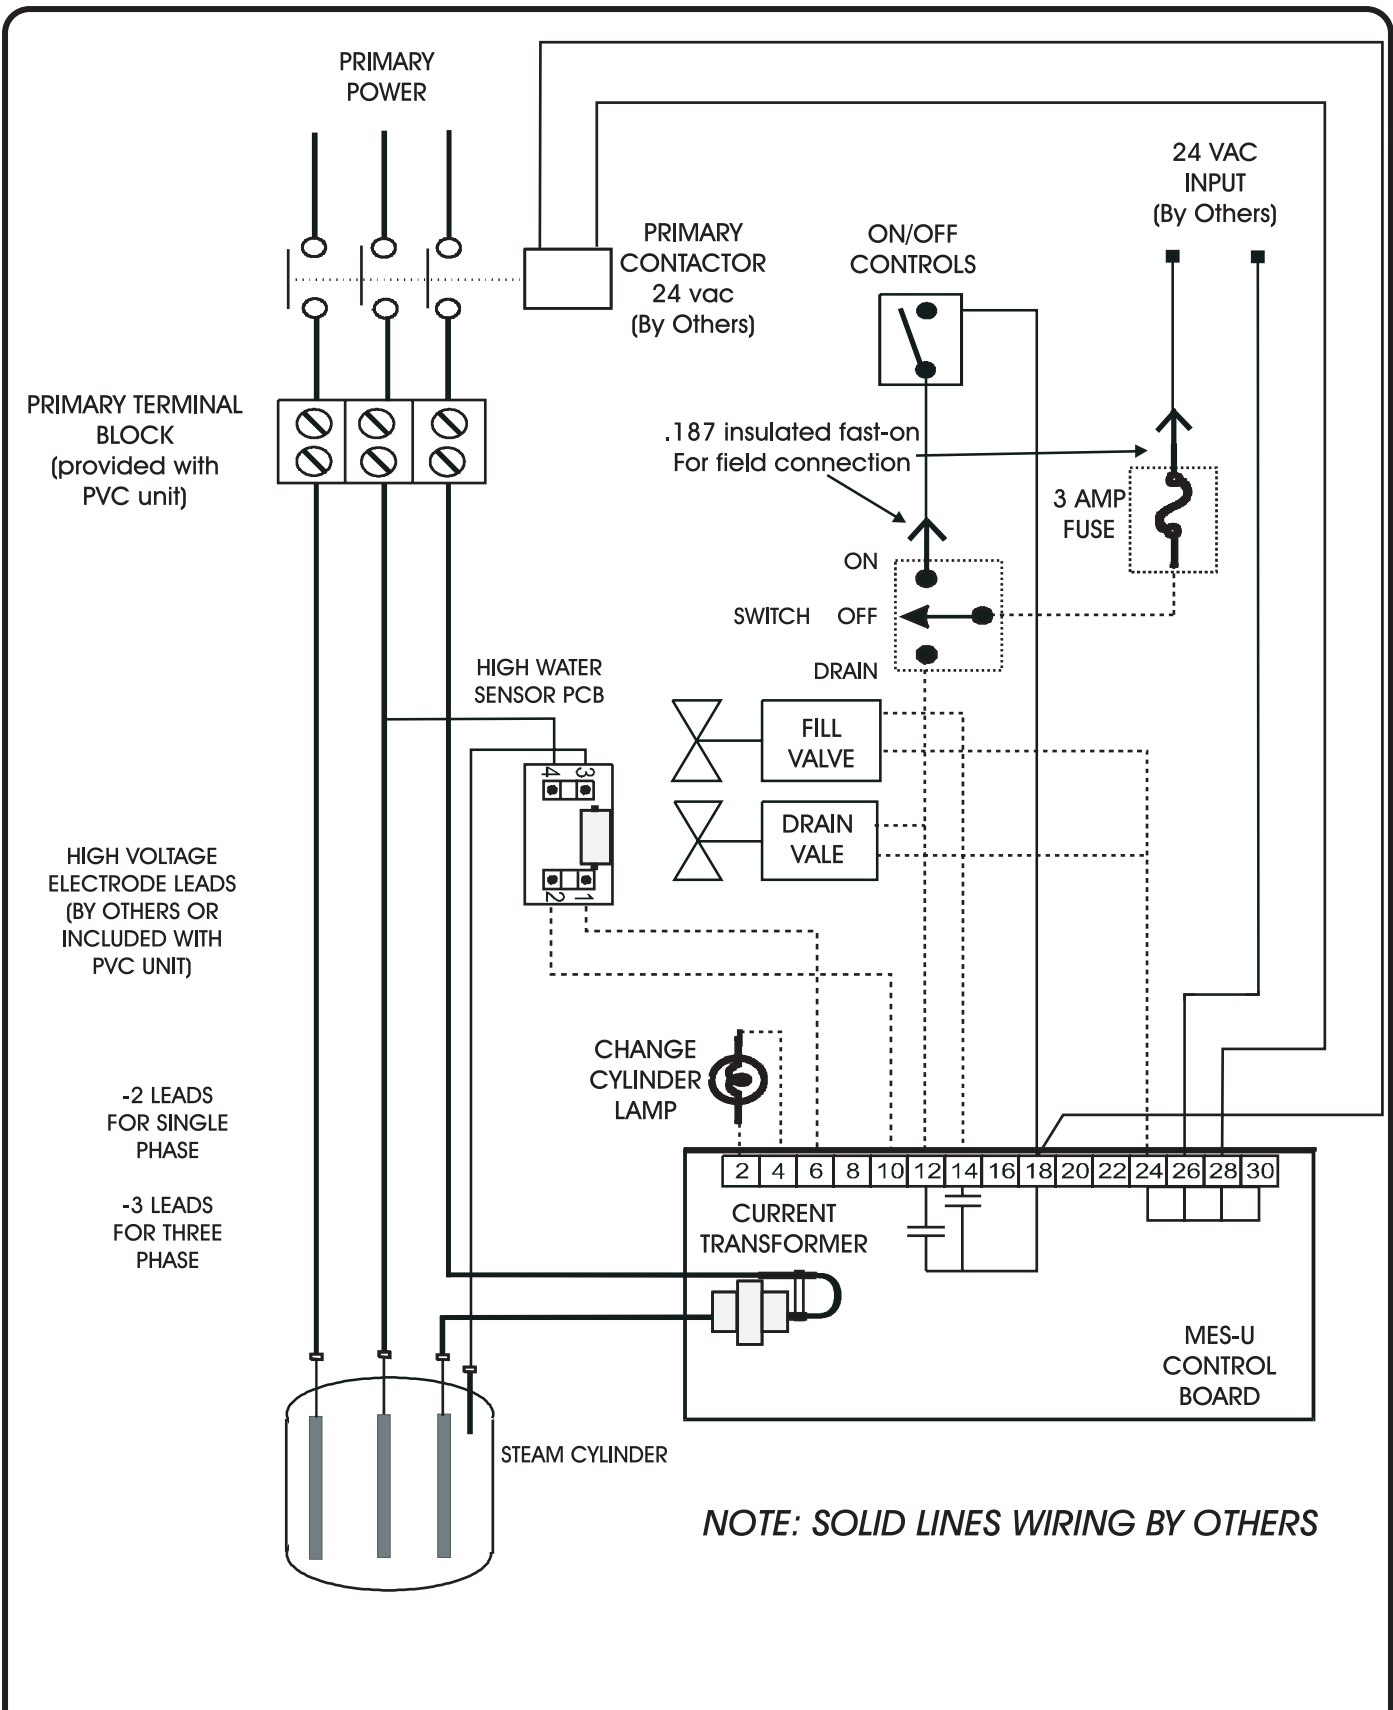 PRIMARY
POWER
24 VAC
INPUT
(By Others)
PRIMARY
CONTACTOR
24 vac
(By Others)
ON/OFF
CONTROLS
PRIMARY TERMINAL
BLOCK
(provided with
PVC unit)
.187 insulated fast-on
For field connection
3 AMP
FUSE
ON
SWITCH OFF
DRAIN
HIGH WATER
SENSOR PCB
4 3
2 1
FILL
VALVE
DRAIN
VALE
HIGH VOLTAGE
ELECTRODE LEADS
(BY OTHERS OR
INCLUDED WITH
PVC UNIT)
-2 LEADS
FOR SINGLE
PHASE
-3 LEADS
FOR THREE
PHASE
CHANGE
CYLINDER
LAMP
2 4 6 8 10 12 14 16 18 20 22 24 26 28 30
CURRENT
TRANSFORMER
MES-U
CONTROL
BOARD
STEAM CYLINDER
NOTE: SOLID LINES WIRING BY OTHERS